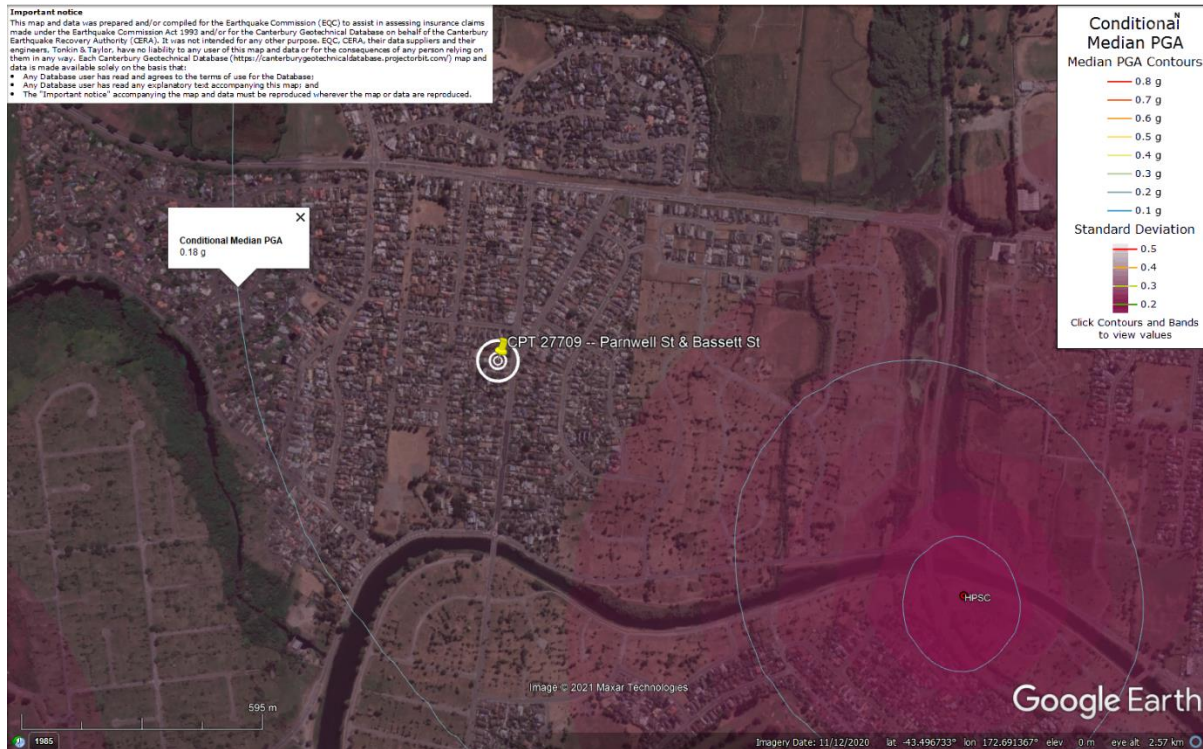 Important notice
This map and data was prepared and/or compiled for the Earthquake Commission (EQC) to assist in assessing insurance claims
made under the Earthquake Commission Act 1993 and/or for the Canterbury Geotechnical Database on behalf of the Canterbury
Earthquake Recovery Authority (CERA). It was not intended for any other purpose. EQC, CERA, their data suppliers and their
engineers, Tonkin & Taylor, have no liability to any user of this map and data or for the consequences of any person relying on
them in any way. Each Canterbury Geotechnical Database (https://canterburygeotechnicaldatabase.projectorbit.com/) map and
data is made available solely on the basis that:
• Any Database user has read and agrees to the terms of use for the Database;
• Any Database user has read any explanatory text accompanying this map; and
• The "Important notice" accompanying the map and data must be reproduced wherever the map or data are reproduced.
N
Conditional
Median PGA
Median PGA Contours
0.8 g
0.7 g
0.6 g
0.5 g
0.4 g
0.3 g
0.2 g
0.1 g
Standard Deviation
0.5
0.4
0.3
0.2
Click Contours and Bands
to view values
Conditional Median PGA
0.18 g
CPT 27709 -- Parnwell St & Bassett St
HPSC
Image © 2021 Maxar Technologies
Google Earth
595 m
1985
Imagery Date: 11/12/2020 lat -43.496733° lon 172.691367° elev 0 m eye alt 2.57 km